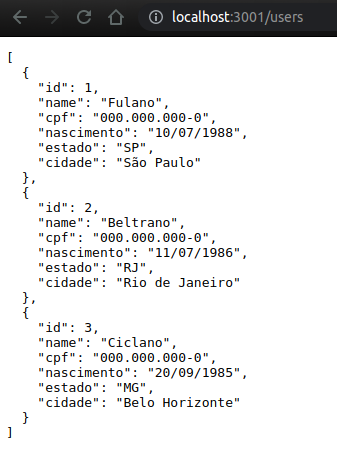 localhost:3001/users
[
  {
    "id": 1,
    "name": "Fulano",
    "cpf": "000.000.000-0",
    "nascimento": "10/07/1988",
    "estado": "SP",
    "cidade": "São Paulo"
  },
  {
    "id": 2,
    "name": "Beltrano",
    "cpf": "000.000.000-0",
    "nascimento": "11/07/1986",
    "estado": "RJ",
    "cidade": "Rio de Janeiro"
  },
  {
    "id": 3,
    "name": "Ciclano",
    "cpf": "000.000.000-0",
    "nascimento": "20/09/1985",
    "estado": "MG",
    "cidade": "Belo Horizonte"
  }
]